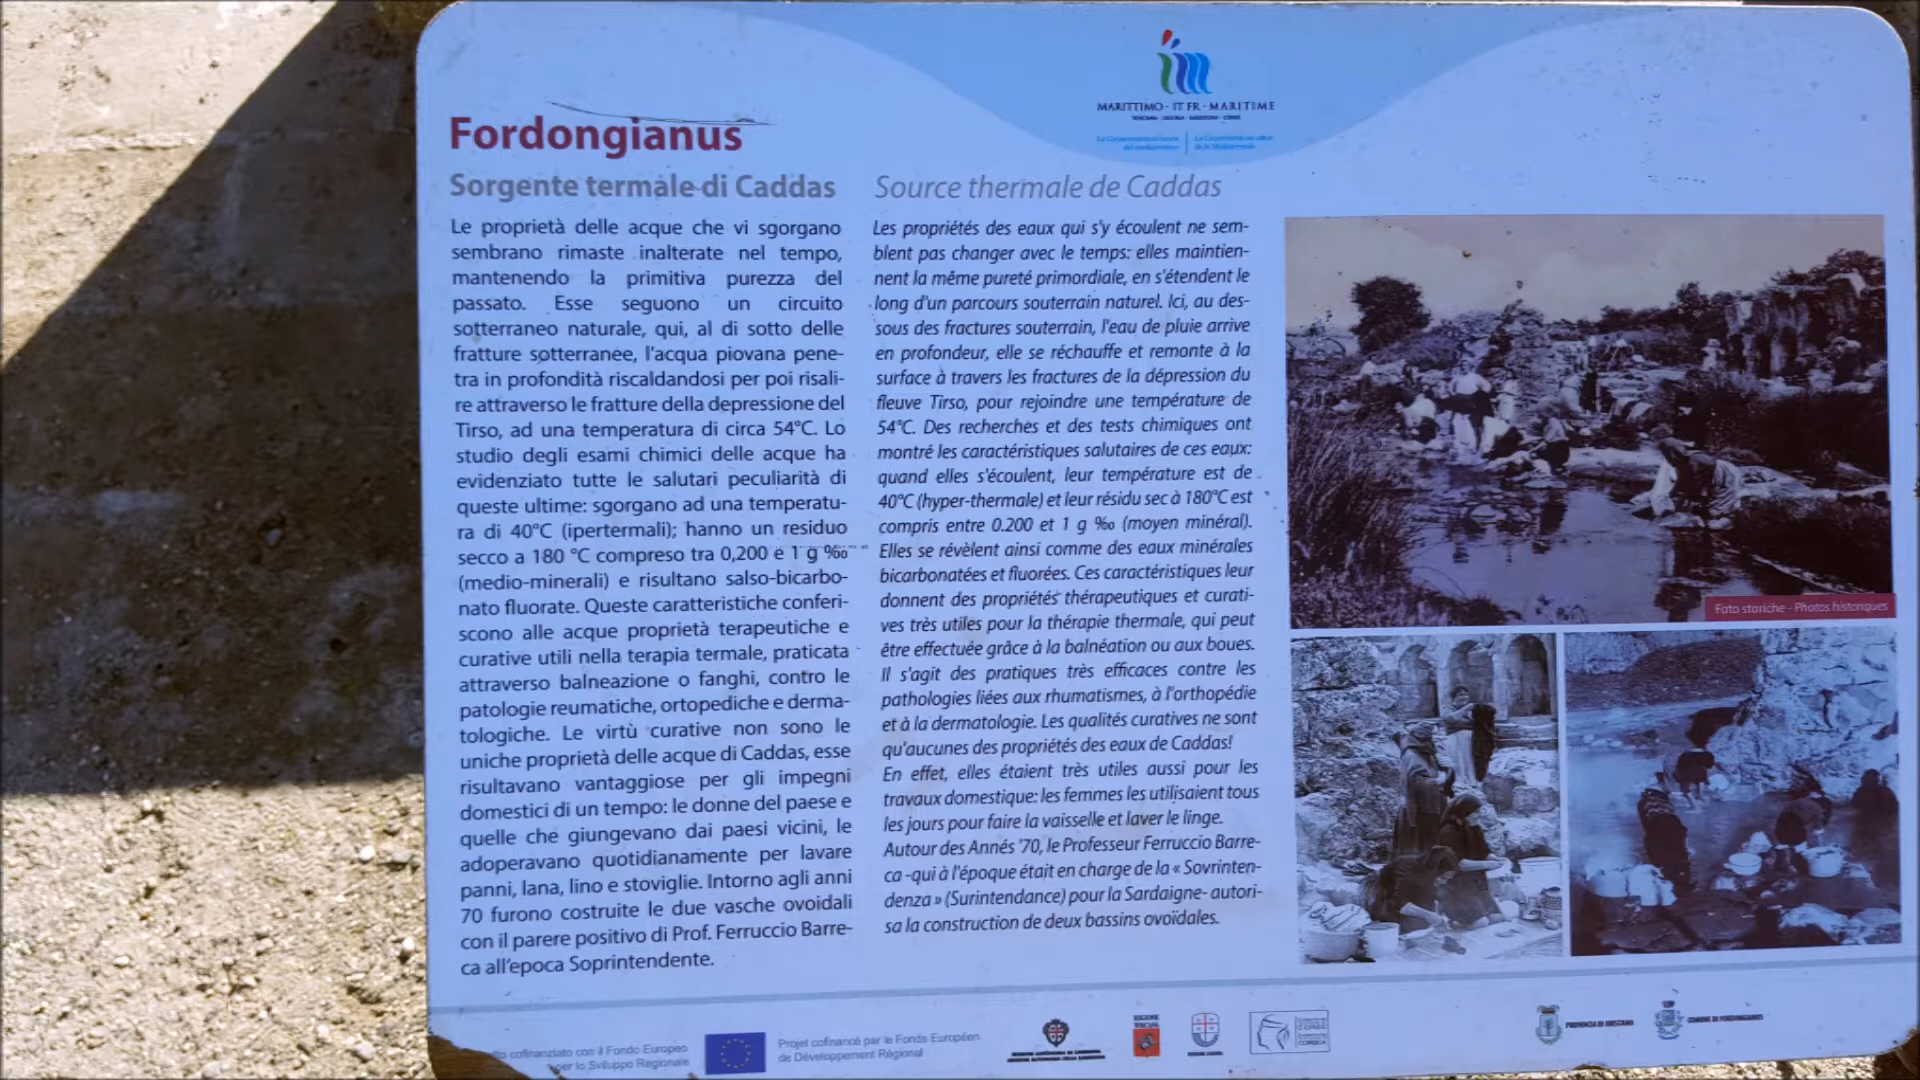 MARITTIMO - IT FR - MARITIME
Fordongianus
Sorgente termale di Caddas
Le proprietà delle acque che vi sgorgano
sembrano rimaste inalterate nel tempo,
mantenendo la primitiva purezza del
passato. Esse seguono un circuito
sotterraneo naturale, qui, al di sotto delle
fratture sotterranee, l'acqua piovana pene-
tra in profondità riscaldandosi per poi risali-
re attraverso le fratture della depressione del
Tirso, ad una temperatura di circa 54°C. Lo
studio degli esami chimici delle acque ha
evidenziato tutte le salutari peculiarità di
queste ultime: sgorgano ad una temperatu-
ra di 40°C (ipertermali); hanno un residuo
secco a 180 °C compreso tra 0,200 e 1 g ‰
(medio-minerali) e risultano salso-bicarbo-
nato fluorate. Queste caratteristiche conferi-
scono alle acque proprietà terapeutiche e
curative utili nella terapia termale, praticata
attraverso balneazione o fanghi, contro le
patologie reumatiche, ortopediche e derma-
tologiche. Le virtù curative non sono le
uniche proprietà delle acque di Caddas, esse
risultavano vantaggiose per gli impegni
domestici di un tempo: le donne del paese e
quelle che giungevano dai paesi vicini, le
adoperavano quotidianamente per lavare
panni, lana, lino e stoviglie. Intorno agli anni
70 furono costruite le due vasche ovoidali
con il parere positivo di Prof. Ferruccio Barre-
ca all'epoca Soprintendente.
Source thermale de Caddas
Les propriétés des eaux qui s'y écoulent ne sem-
blent pas changer avec le temps: elles maintien-
nent la même pureté primordiale, en s'étendent le
long d'un parcours souterrain naturel. Ici, au des-
sous des fractures souterrain, l'eau de pluie arrive
en profondeur, elle se réchauffe et remonte à la
surface à travers les fractures de la dépression du
fleuve Tirso, pour rejoindre une température de
54°C. Des recherches et des tests chimiques ont
montré les caractéristiques salutaires de ces eaux:
quand elles s'écoulent, leur température est de
40°C (hyper-thermale) et leur résidu sec à 180°C est
compris entre 0.200 et 1 g ‰ (moyen minéral).
Elles se révèlent ainsi comme des eaux minérales
bicarbonatées et fluorées. Ces caractéristiques leur
donnent des propriétés thérapeutiques et curati-
ves très utiles pour la thérapie thermale, qui peut
être effectuée grâce à la balnéation ou aux boues.
Il s'agit des pratiques très efficaces contre les
pathologies liées aux rhumatismes, à l'orthopédie
et à la dermatologie. Les qualités curatives ne sont
qu'aucunes des propriétés des eaux de Caddas!
En effet, elles étaient très utiles aussi pour les
travaux domestique: les femmes les utilisaient tous
les jours pour faire la vaisselle et laver le linge.
Autour des Annés '70, le Professeur Ferruccio Barre-
ca -qui à l'époque était en charge de la « Sovrinten-
denza » (Surintendance) pour la Sardaigne- autori-
sa la construction de deux bassins ovoïdales.
Foto storiche - Photos historiques
cofinanziato con il Fondo Europeo
per lo Sviluppo Régionale
Projet cofinancé par le Fonds Européen
de Développement Régional
PROVINCIA DI ORISTANO
COMUNE DI FORDONGIANUS